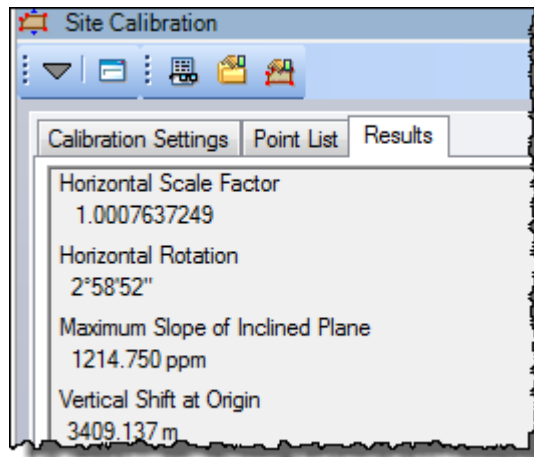 Site Calibration
Calibration Settings Point List Results
Horizontal Scale Factor
1.0007637249
Horizontal Rotation
2°58'52"
Maximum Slope of Inclined Plane
1214.750 ppm
Vertical Shift at Origin
3409.137 m